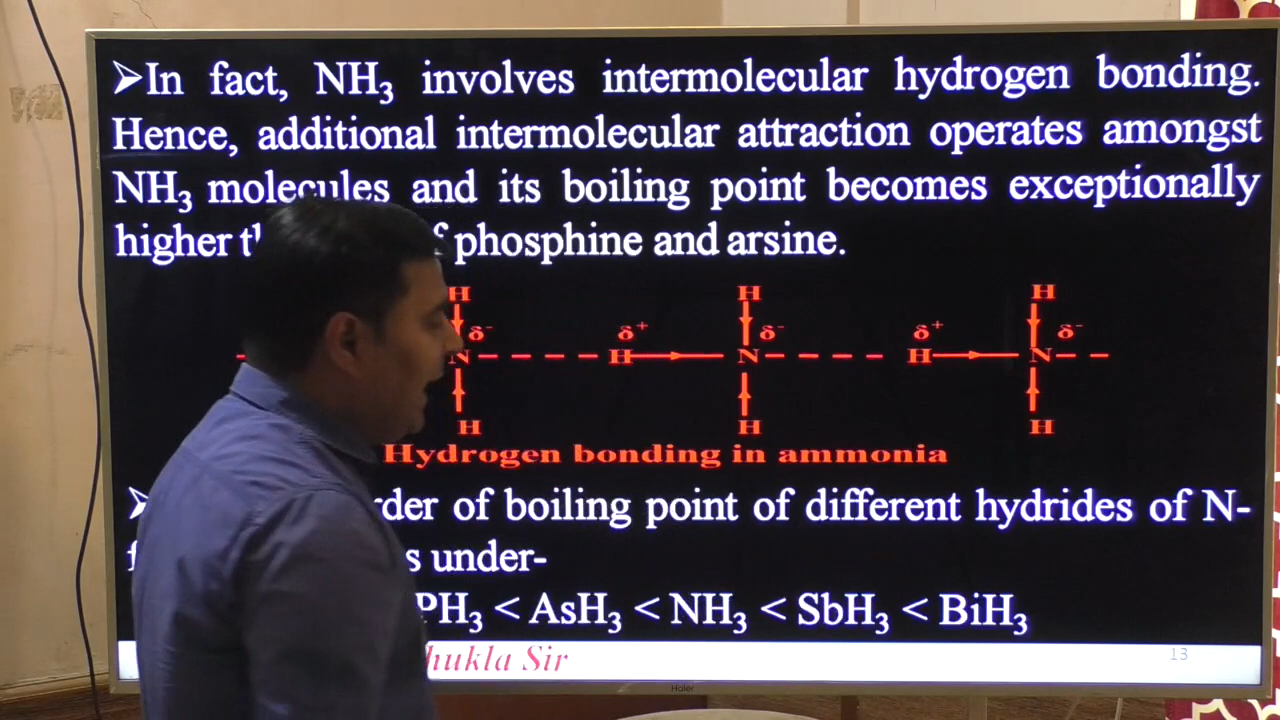 ➢In fact, NH₃ involves intermolecular hydrogen bonding.
Hence, additional intermolecular attraction operates amongst
NH₃ molecules and its boiling point becomes exceptionally
higher phosphine and arsine.
H H H
δ⁻ δ⁺ δ⁻ δ⁺ δ⁻
N H N H N
H H H
Hydrogen bonding in ammonia
➢ of boiling point of different hydrides of N-
under-
PH₃ < AsH₃ < NH₃ < SbH₃ < BiH₃
Sir
13
Haier